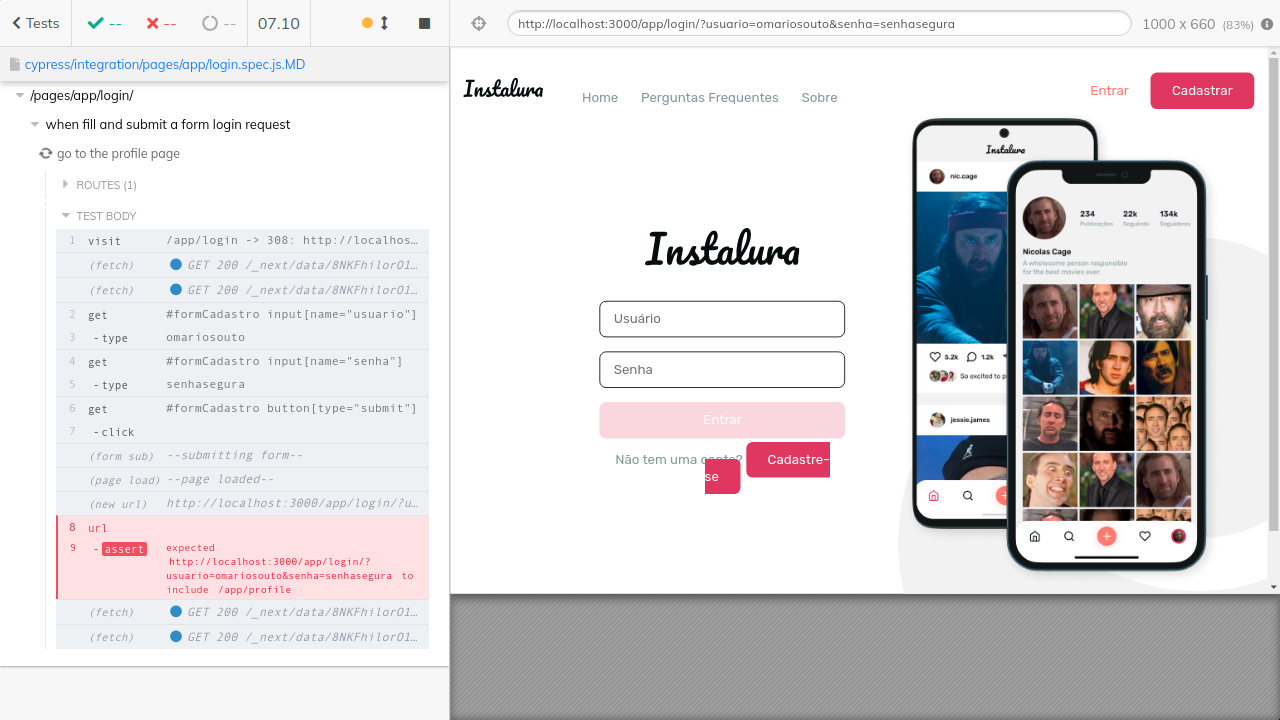 Tests
--
--
--
07.10
cypress/integration/pages/app/login.spec.js.MD
/pages/app/login/
when fill and submit a form login request
go to the profile page
ROUTES (1)
TEST BODY
1 visit /app/login -> 308: http://localhos…
(fetch) GET 200 /_next/data/8NKFhilorO1…
(fetch) GET 200 /_next/data/8NKFhilorO1…
2 get #formCadastro input[name="usuario"]
3 -type omariosouto
4 get #formCadastro input[name="senha"]
5 -type senhasegura
6 get #formCadastro button[type="submit"]
7 -click
(form sub) --submitting form--
(page load) --page loaded--
(new url) http://localhost:3000/app/login/?u…
8 url
9 -assert expected
http://localhost:3000/app/login/?
usuario=omariosouto&senha=senhasegura to
include /app/profile
(fetch) GET 200 /_next/data/8NKFhilorO1…
(fetch) GET 200 /_next/data/8NKFhilorO1…
http://localhost:3000/app/login/?usuario=omariosouto&senha=senhasegura
1000 x 660 (83%)
Instalura
Home Perguntas Frequentes Sobre
Entrar Cadastrar
Instalura
Usuário
Senha
Entrar
Não tem uma conta? Cadastre-
se
Instalura
nic.cage
5.2k 1.2k
So excited to p
jessie.james
234 22k 134k
Publicações Seguindo Seguidores
Nicolas Cage
A wholesome person responsible
for the best movies ever.